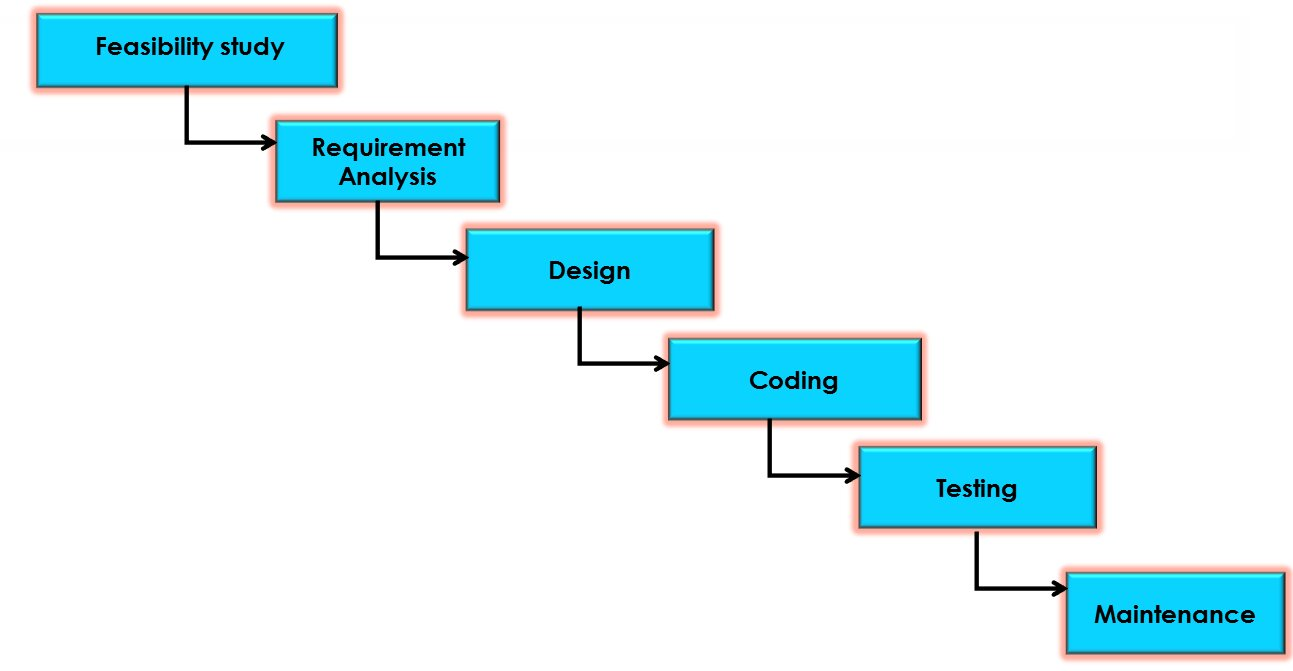 Feasibility study
Requirement
Analysis
Design
Coding
Testing
Maintenance